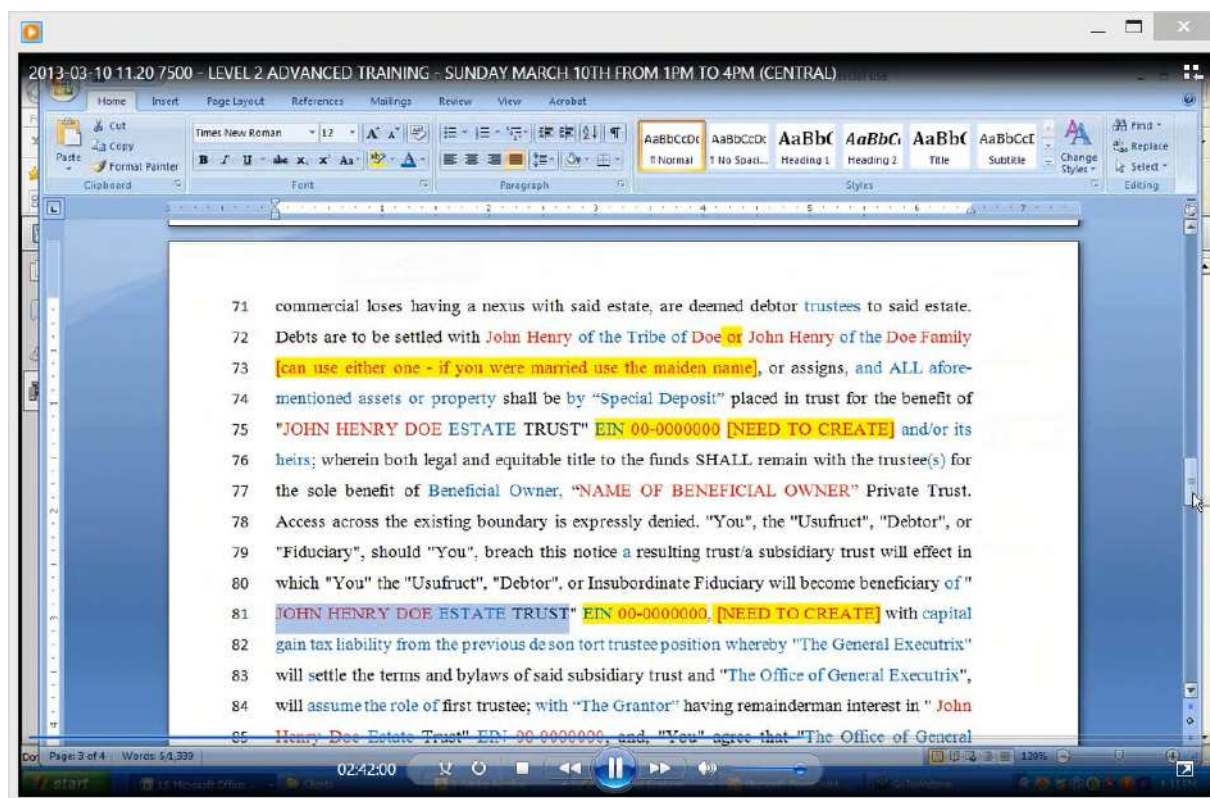 2013-03-10 11.20 7500 - LEVEL 2 ADVANCED TRAINING - SUNDAY MARCH 10TH FROM 1PM TO 4PM (CENTRAL)
Home Insert Page Layout References Mailings Review View Acrobat
Cut
Copy
Paste
Format Painter
Times New Roman 12
AaBbCcDc AaBbCcDc AaBbC AaBbC AaBbC AaBbCcI
¶ Normal ¶ No Spaci... Heading 1 Heading 2 Title Subtitle
Change Styles
Find
Replace
Select
Clipboard Font Paragraph Styles Editing
71 commercial loses having a nexus with said estate, are deemed debtor trustees to said estate.
72 Debts are to be settled with John Henry of the Tribe of Doe or John Henry of the Doe Family
73 [can use either one - if you were married use the maiden name], or assigns, and ALL afore-
74 mentioned assets or property shall be by “Special Deposit” placed in trust for the benefit of
75 "JOHN HENRY DOE ESTATE TRUST" EIN 00-0000000 [NEED TO CREATE] and/or its
76 heirs; wherein both legal and equitable title to the funds SHALL remain with the trustee(s) for
77 the sole benefit of Beneficial Owner, “NAME OF BENEFICIAL OWNER” Private Trust.
78 Access across the existing boundary is expressly denied. "You", the "Usufruct", "Debtor", or
79 "Fiduciary", should "You", breach this notice a resulting trust/a subsidiary trust will effect in
80 which "You" the "Usufruct", "Debtor", or Insubordinate Fiduciary will become beneficiary of "
81 JOHN HENRY DOE ESTATE TRUST" EIN 00-0000000, [NEED TO CREATE] with capital
82 gain tax liability from the previous de son tort trustee position whereby "The General Executrix"
83 will settle the terms and bylaws of said subsidiary trust and "The Office of General Executrix",
84 will assume the role of first trustee; with “The Grantor” having remainderman interest in " John
85 Henry Doe Estate Trust" EIN 00-0000000, and, "You" agree that "The Office of General
Page: 3 of 4 Words: 5/1,339 120%
02:42:00
start